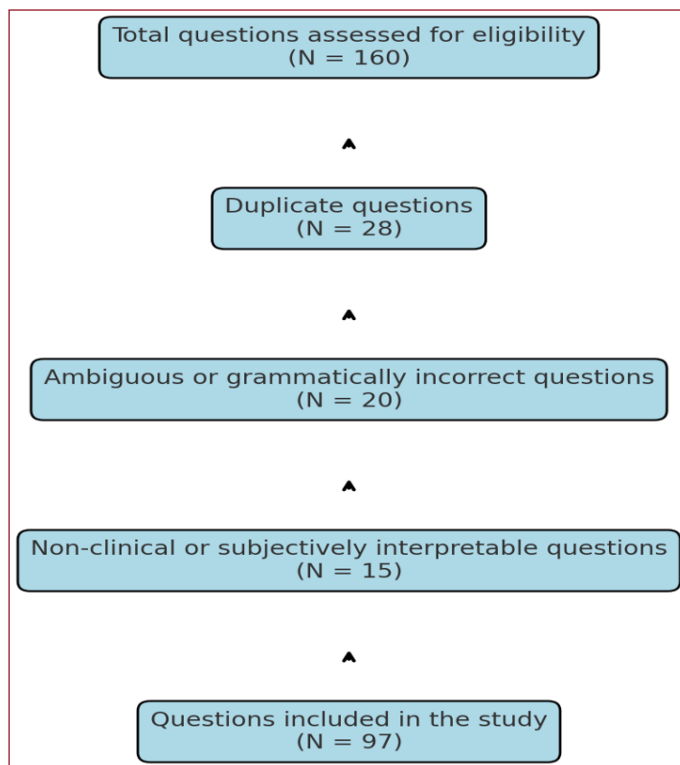 Total questions assessed for eligibility
(N = 160)
Duplicate questions
(N = 28)
Ambiguous or grammatically incorrect questions
(N = 20)
Non-clinical or subjectively interpretable questions
(N = 15)
Questions included in the study
(N = 97)